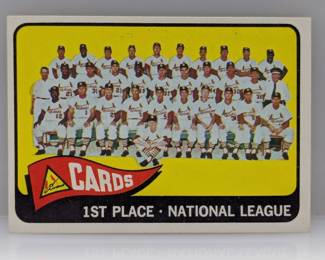 CARDS
1ST PLACE · NATIONAL LEAGUE